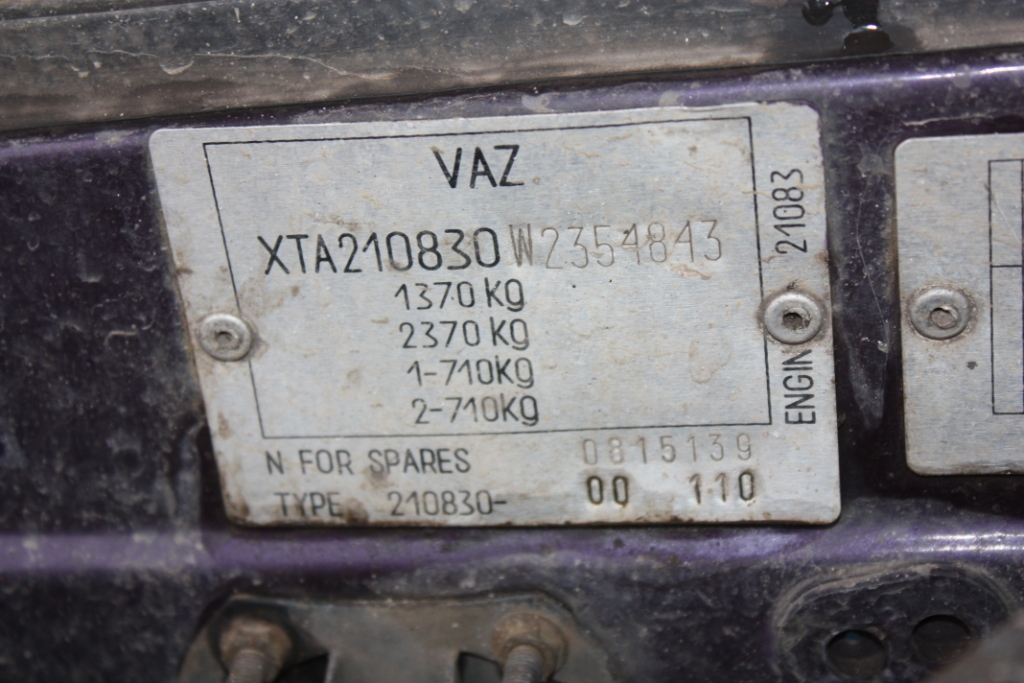 VAZ
XTA210830W2354843
1370 kg
2370 kg
1-710kg
2-710kg
ENGIN 21083
N FOR SPARES 0815139
TYPE 210830- 00 110